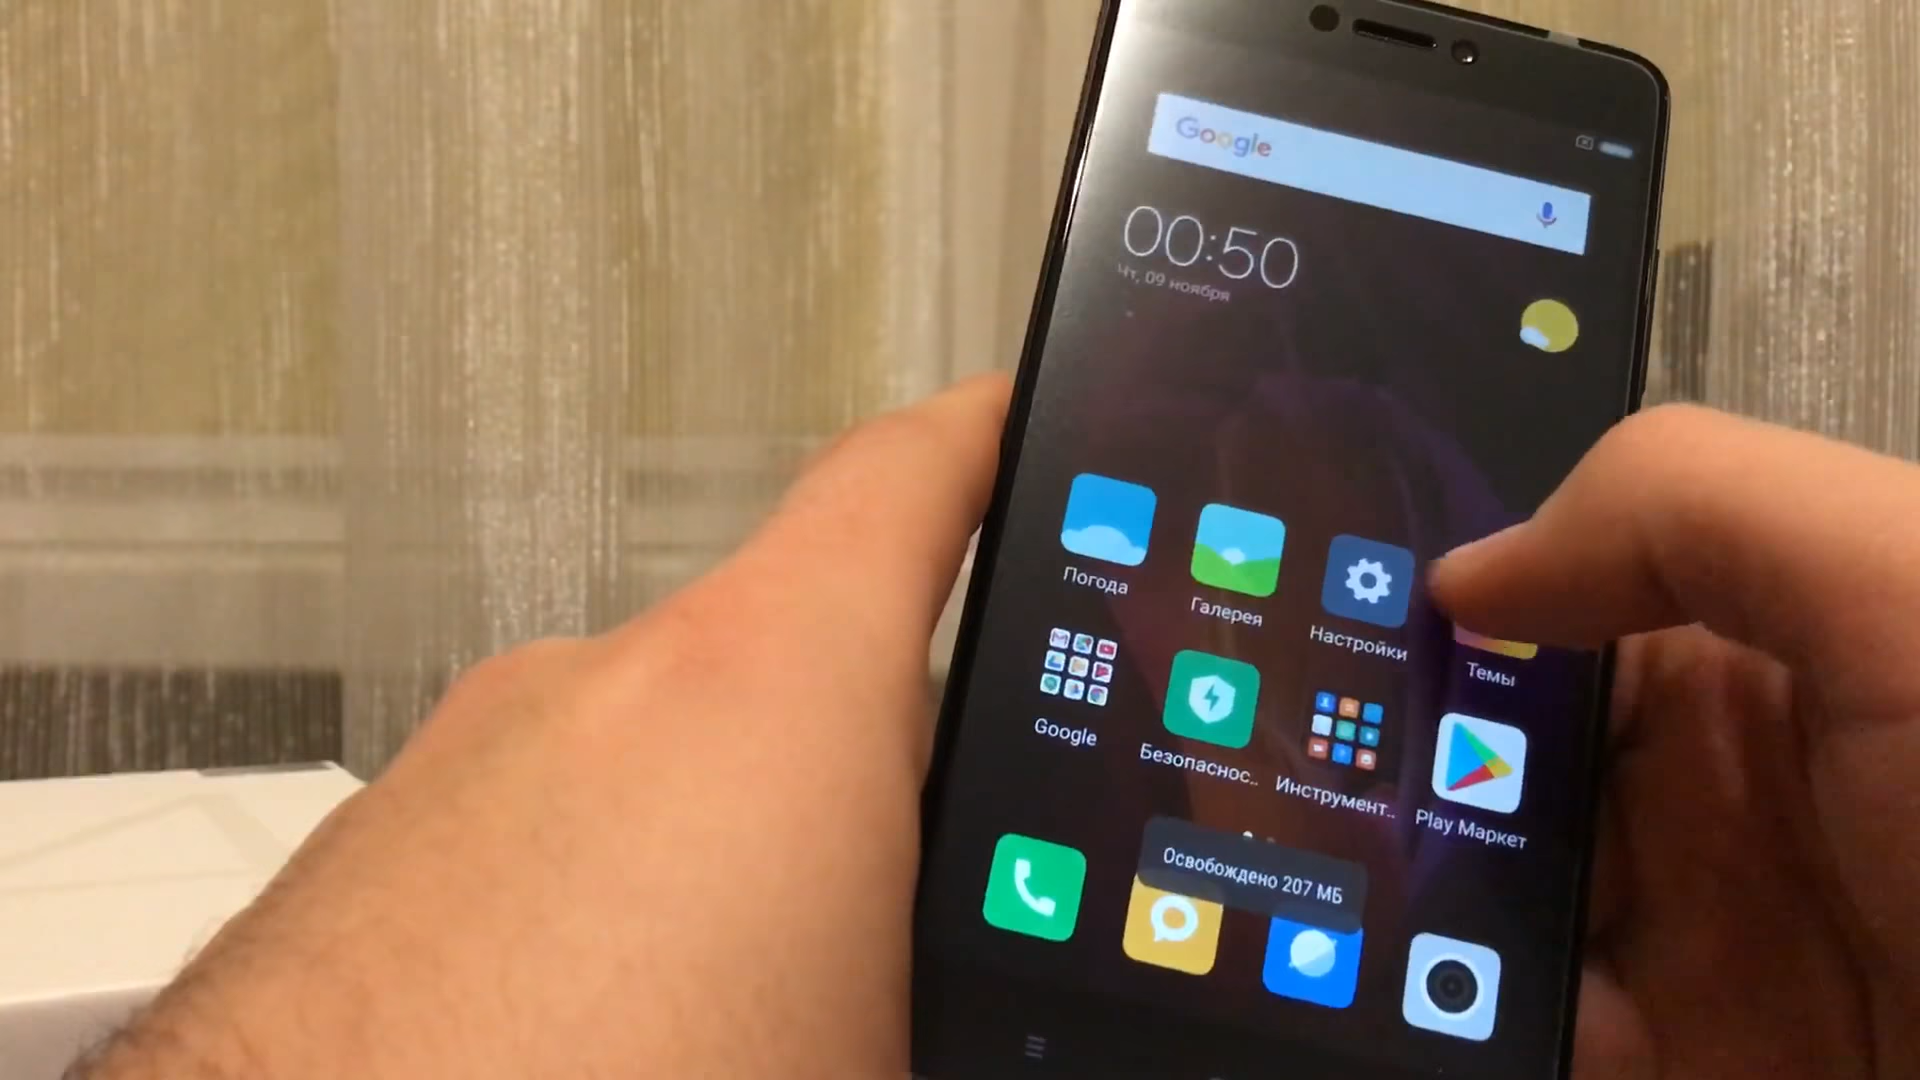 Google
00:50
Чт, 09 ноября
Погода
Галерея
Настройки
Темы
Google
Безопаснос..
Инструмент..
Play Маркет
Освобождено 207 МБ